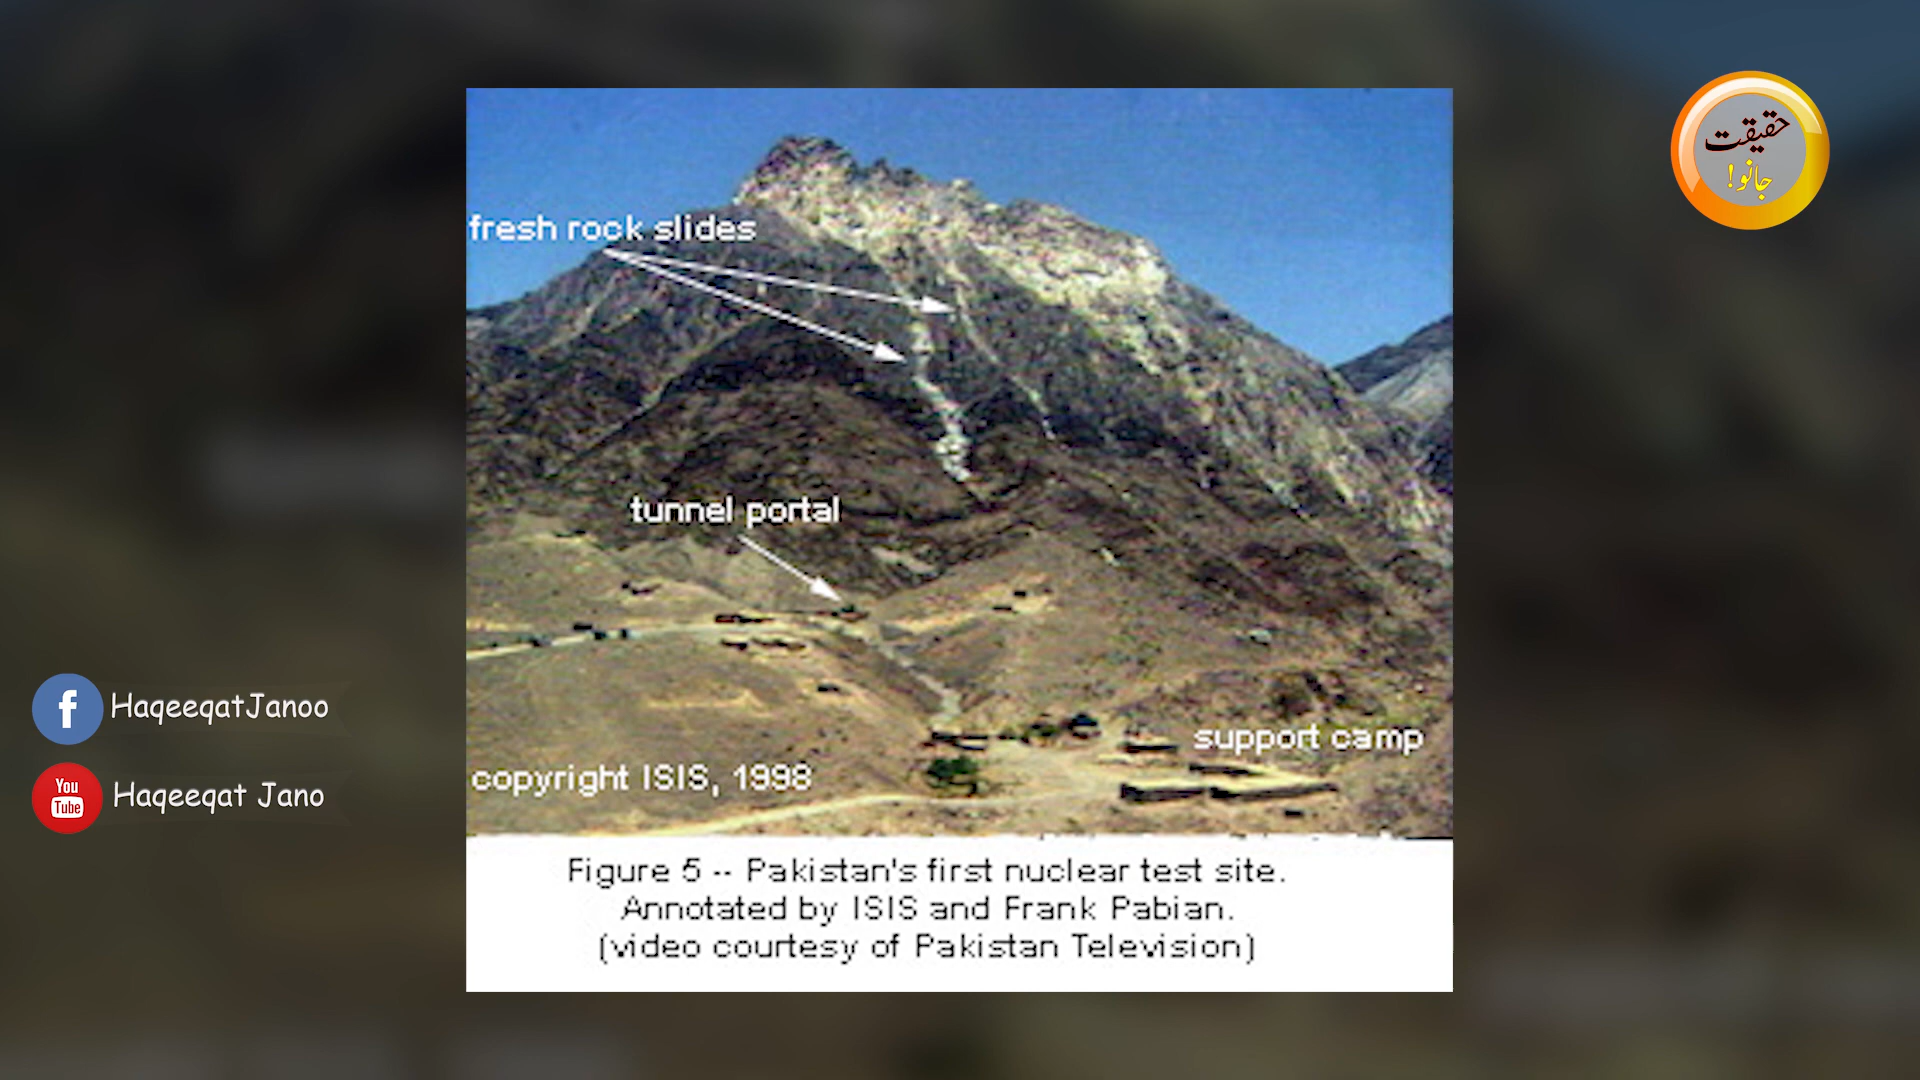 حقیقت
جانو!
fresh rock slides
tunnel portal
support camp
copyright ISIS, 1998
Figure 5 -- Pakistan's first nuclear test site.
Annotated by ISIS and Frank Pabian.
(video courtesy of Pakistan Television)
f HaqeeqatJanoo
You
Tube
Haqeeqat Jano